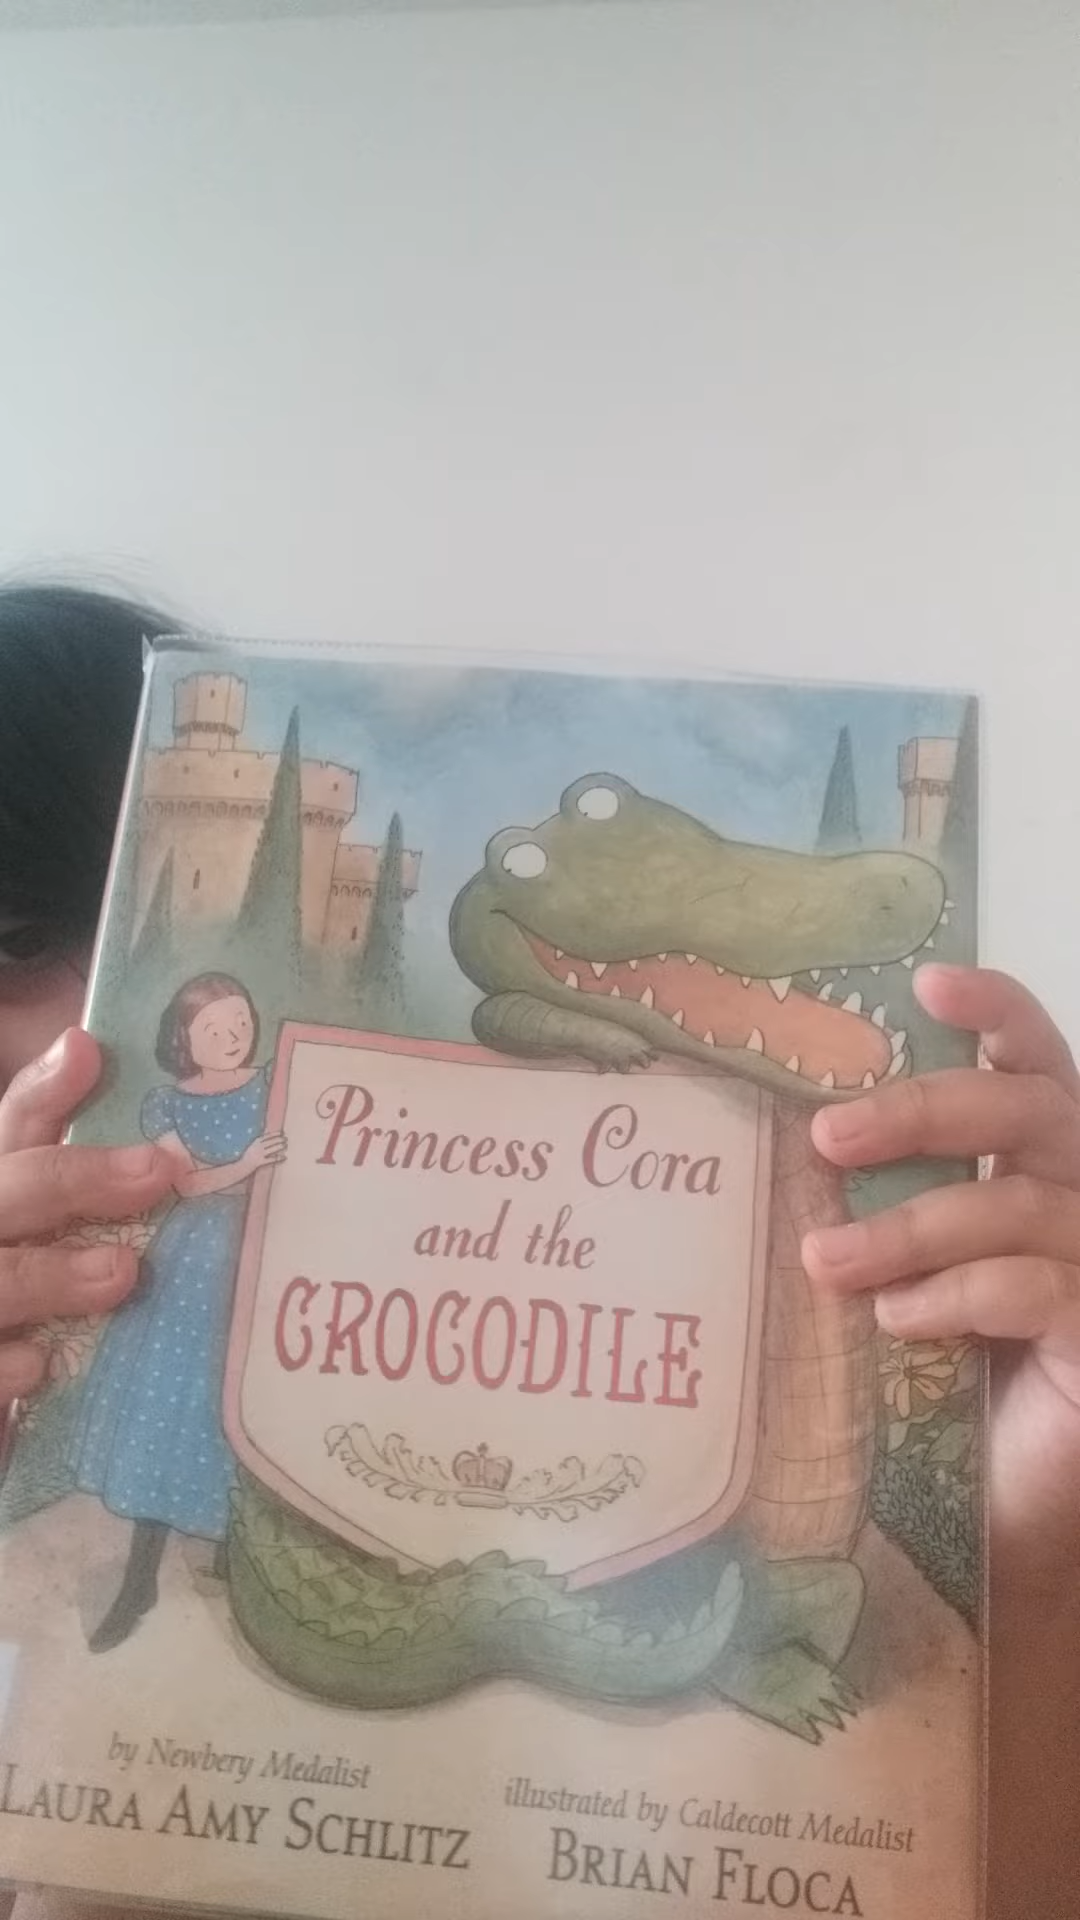 Princess Cora
and the
CROCODILE
by Newbery Medalist
LAURA AMY SCHLITZ
illustrated by Caldecott Medalist
BRIAN FLOCA